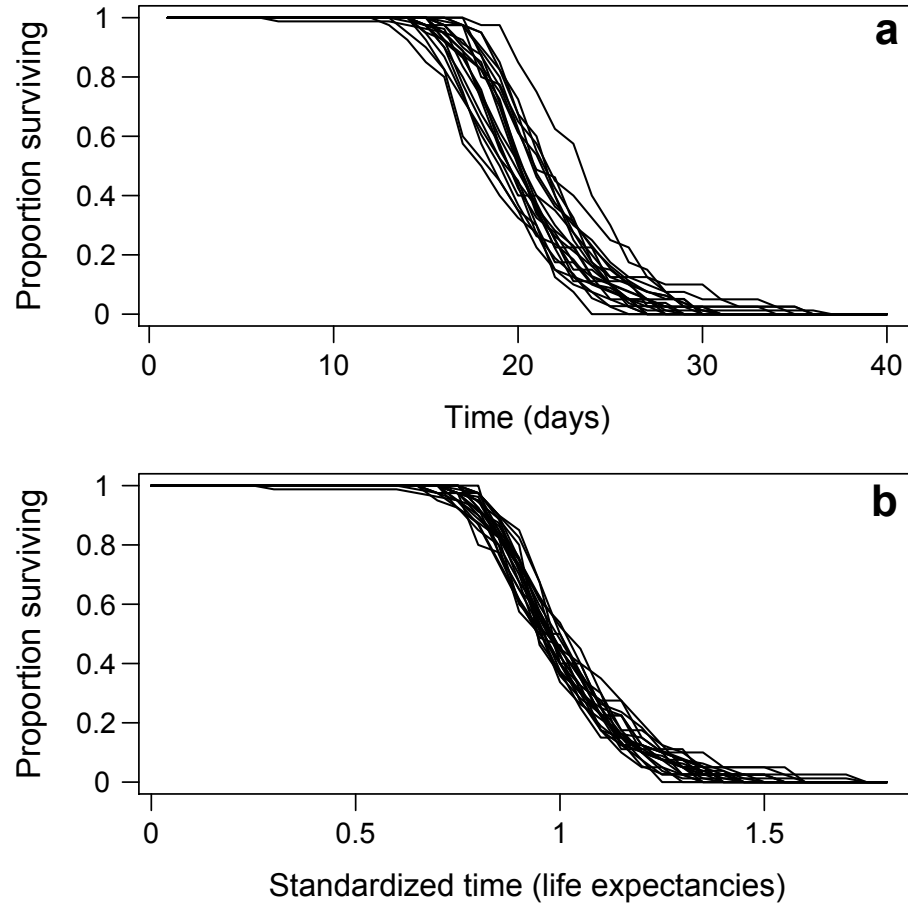 a
Proportion surviving
1
0.8
0.6
0.4
0.2
0
0 10 20 30 40
Time (days)
b
Proportion surviving
1
0.8
0.6
0.4
0.2
0
0 0.5 1 1.5
Standardized time (life expectancies)